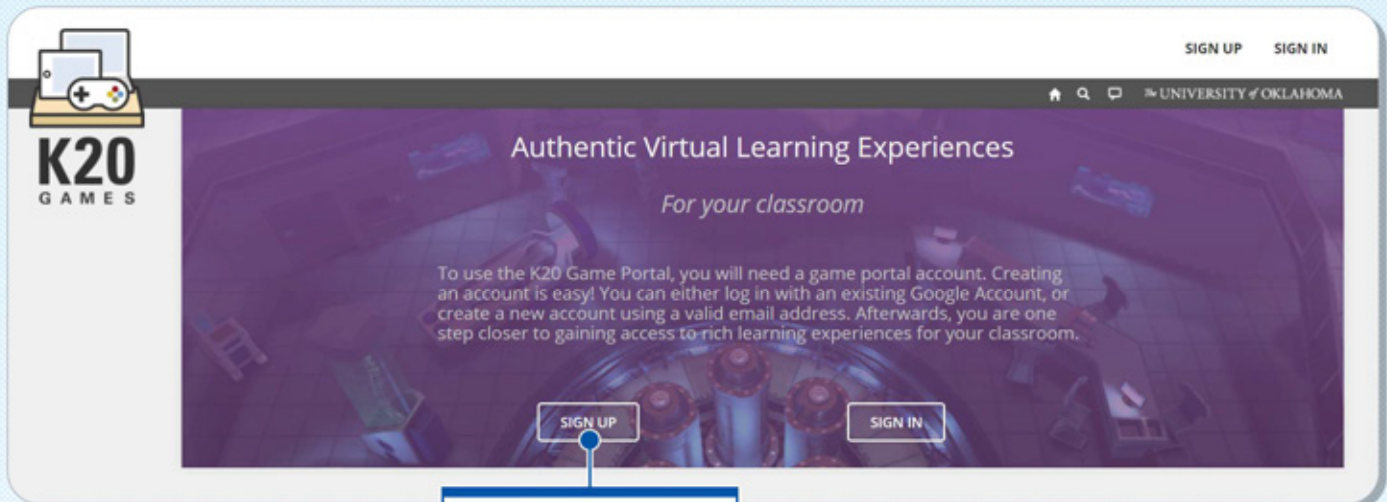 SIGN UP SIGN IN
The UNIVERSITY of OKLAHOMA
K20
GAMES
Authentic Virtual Learning Experiences
For your classroom
To use the K20 Game Portal, you will need a game portal account. Creating
an account is easy! You can either log in with an existing Google Account, or
create a new account using a valid email address. Afterwards, you are one
step closer to gaining access to rich learning experiences for your classroom.
SIGN UP SIGN IN